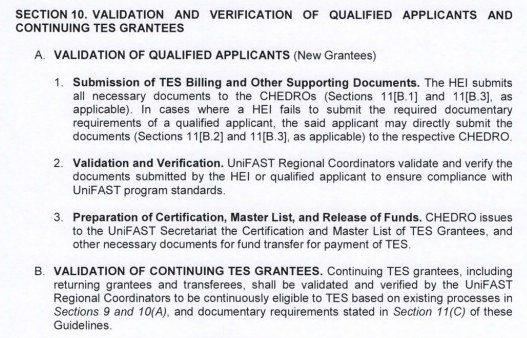 SECTION 10. VALIDATION AND VERIFICATION OF QUALIFIED APPLICANTS AND
CONTINUING TES GRANTEES
A. VALIDATION OF QUALIFIED APPLICANTS (New Grantees)
1. Submission of TES Billing and Other Supporting Documents. The HEI submits
all necessary documents to the CHEDROs (Sections 11[B.1] and 11[B.3], as
applicable). In cases where a HEI fails to submit the required documentary
requirements of a qualified applicant, the said applicant may directly submit the
documents (Sections 11[B.2] and 11[B.3], as applicable) to the respective CHEDRO.
2. Validation and Verification. UniFAST Regional Coordinators validate and verify the
documents submitted by the HEI or qualified applicant to ensure compliance with
UniFAST program standards.
3. Preparation of Certification, Master List, and Release of Funds. CHEDRO issues
to the UniFAST Secretariat the Certification and Master List of TES Grantees, and
other necessary documents for fund transfer for payment of TES.
B. VALIDATION OF CONTINUING TES GRANTEES. Continuing TES grantees, including
returning grantees and transferees, shall be validated and verified by the UniFAST
Regional Coordinators to be continuously eligible to TES based on existing processes in
Sections 9 and 10(A), and documentary requirements stated in Section 11(C) of these
Guidelines.